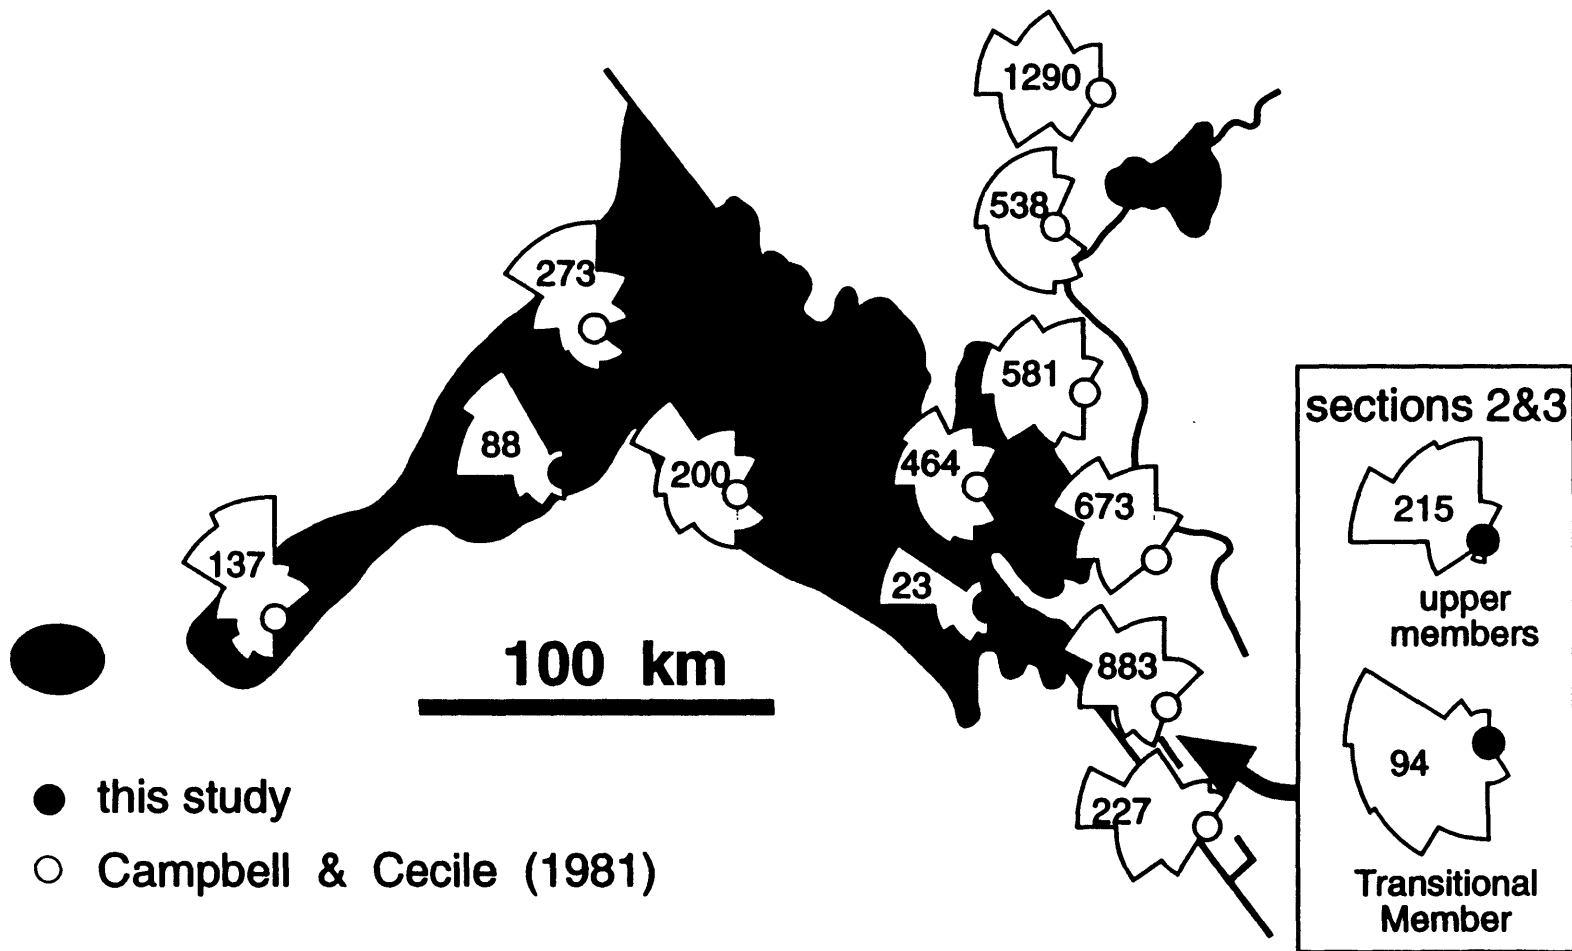 1290
538
273
581
88
200
464
673
137
23
883
227
100 km
this study
Campbell & Cecile (1981)
sections 2&3
215
upper
members
94
Transitional
Member